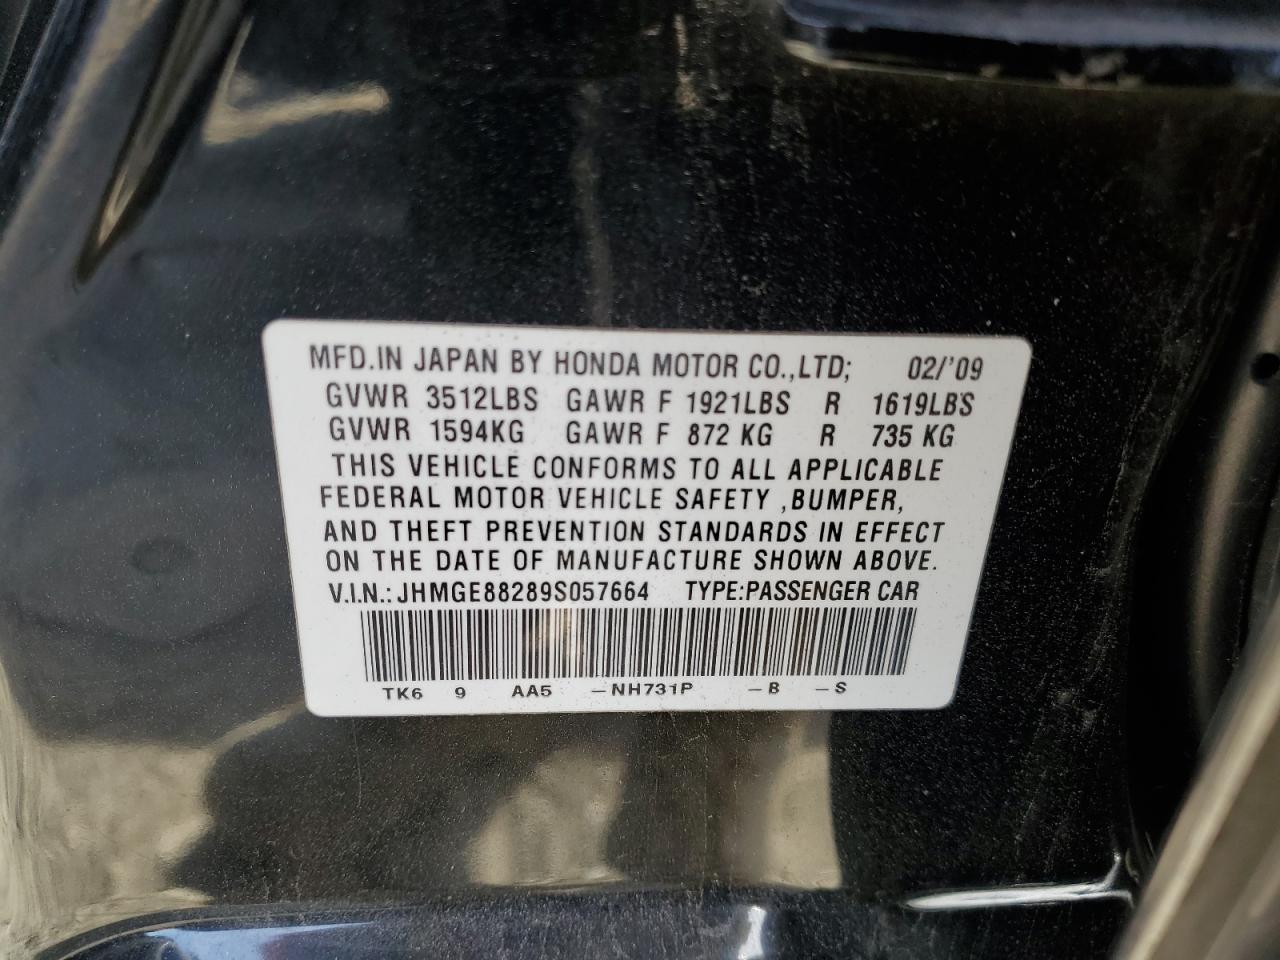 MFD.IN JAPAN BY HONDA MOTOR CO.,LTD; 02/'09
GVWR 3512LBS GAWR F 1921LBS R 1619LBS
GVWR 1594KG GAWR F 872 KG R 735 KG
THIS VEHICLE CONFORMS TO ALL APPLICABLE
FEDERAL MOTOR VEHICLE SAFETY ,BUMPER,
AND THEFT PREVENTION STANDARDS IN EFFECT
ON THE DATE OF MANUFACTURE SHOWN ABOVE.
V.I.N.: JHMGE88289S057664 TYPE:PASSENGER CAR
TK6 9 AA5 -NH731P -B -S